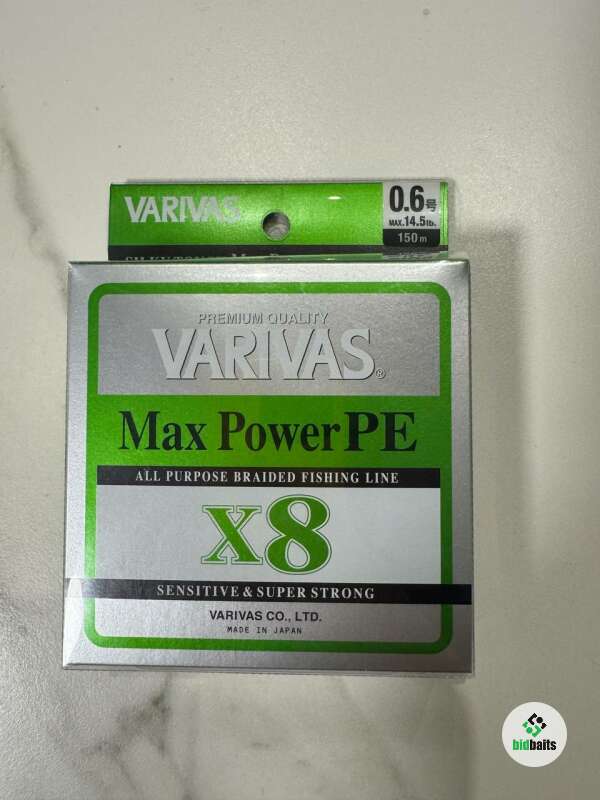 VARIVAS
0.6号
MAX.14.5lb.
150m
PREMIUM QUALITY
VARIVAS®
Max Power PE
ALL PURPOSE BRAIDED FISHING LINE
X8
SENSITIVE & SUPER STRONG
VARIVAS CO., LTD.
MADE IN JAPAN
bidbaits